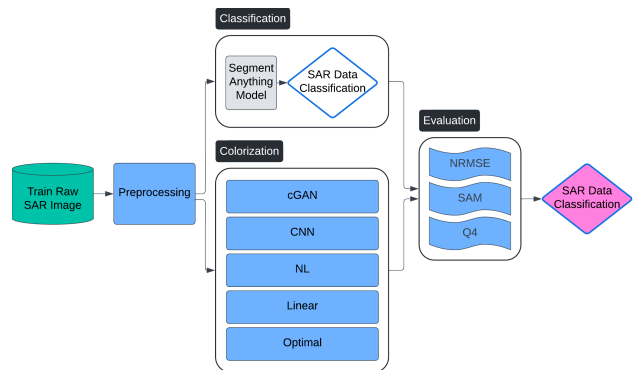 Classification
Segment
Anything
Model
SAR Data
Classification
Train Raw
SAR Image
Preprocessing
Colorization
cGAN
CNN
NL
Linear
Optimal
Evaluation
NRMSE
SAM
Q4
SAR Data
Classification